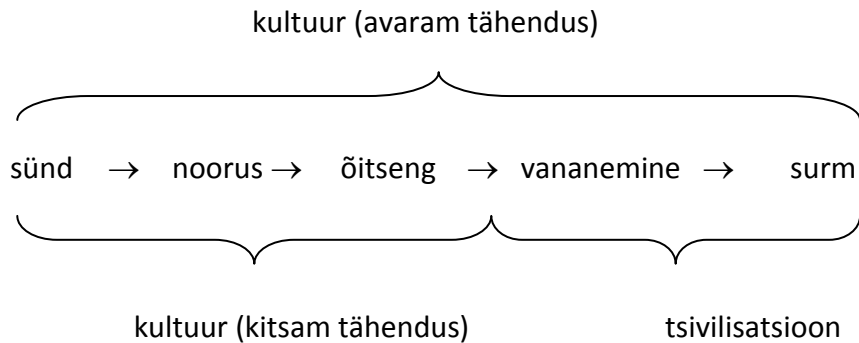 kultuur (avaram tähendus)
sünd → noorus → õitseng → vananemine → surm
kultuur (kitsam tähendus) tsivilisatsioon